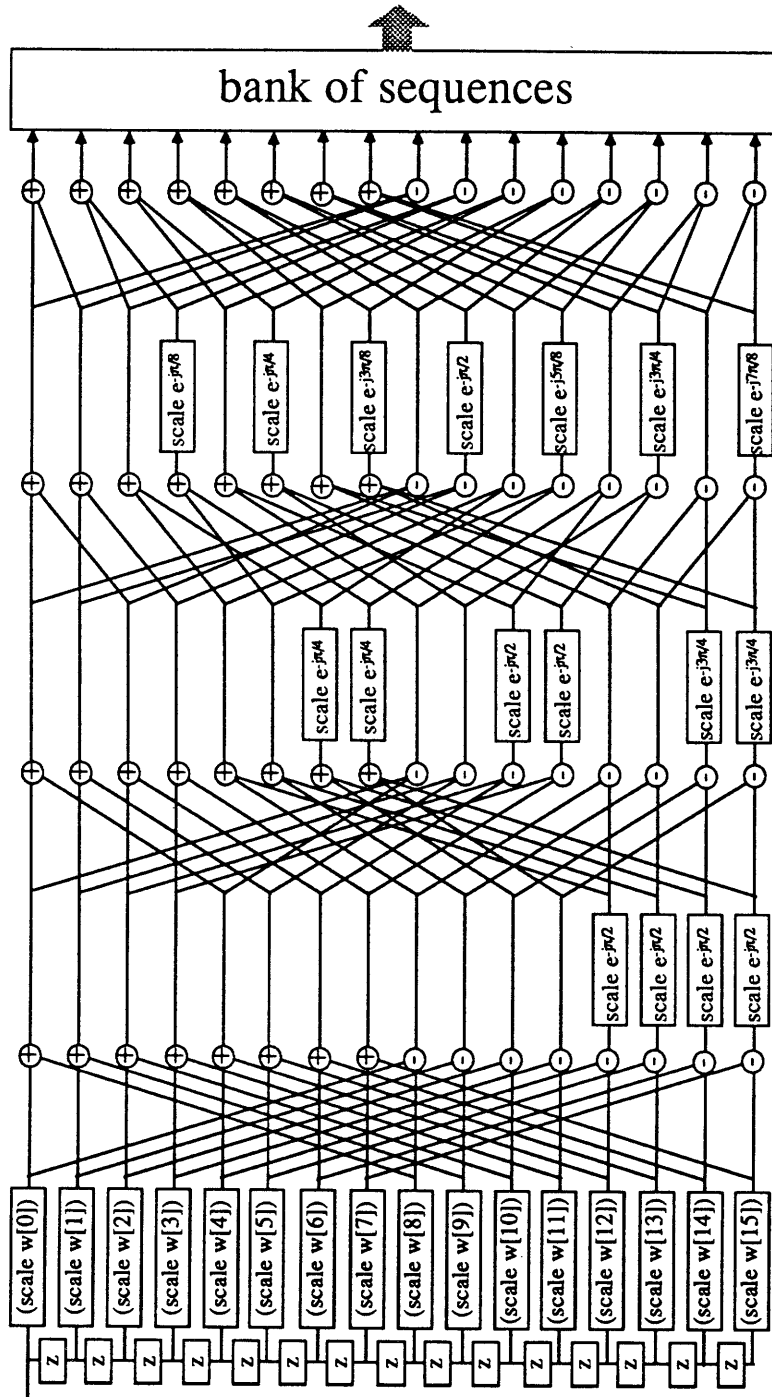 bank of sequences
+ + + + + + + + - - - - - - - -
scale e-jπ/8
scale e-jπ/4
scale e-j3π/8
scale e-jπ/2
scale e-j5π/8
scale e-j3π/4
scale e-j7π/8
+ + + + + + + + - - - - - - - -
scale e-jπ/4
scale e-jπ/4
scale e-jπ/2
scale e-jπ/2
scale e-j3π/4
scale e-j3π/4
+ + + + + + + + - - - - - - - -
scale e-jπ/2
scale e-jπ/2
scale e-jπ/2
scale e-jπ/2
+ + + + + + + + - - - - - - - -
(scale w[0])
(scale w[1])
(scale w[2])
(scale w[3])
(scale w[4])
(scale w[5])
(scale w[6])
(scale w[7])
(scale w[8])
(scale w[9])
(scale w[10])
(scale w[11])
(scale w[12])
(scale w[13])
(scale w[14])
(scale w[15])
z z z z z z z z z z z z z z z